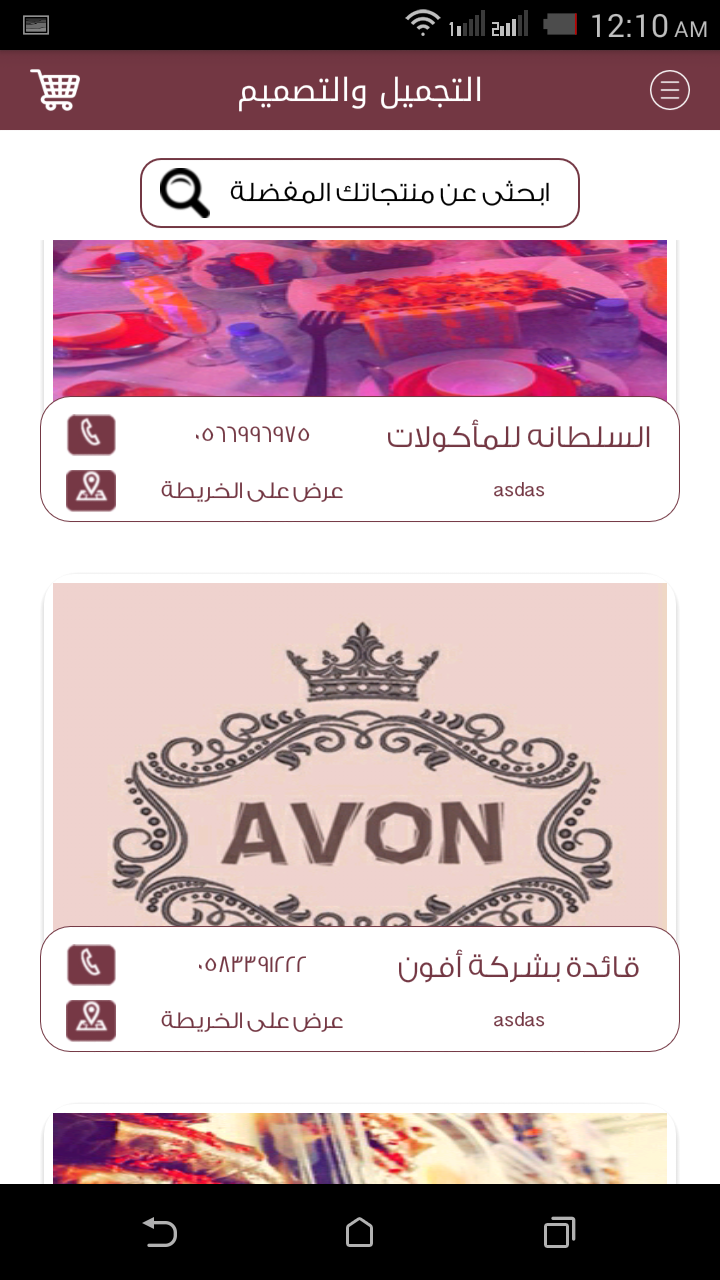 12:10 AM
التجميل والتصميم
ابحثى عن منتجاتك المفضلة
السلطانه للمأكولات
٠٥٦٦٩٩٦٩٧٥
asdas
عرض على الخريطة
AVON
قائدة بشركة أفون
٠٥٨٣٣٩١٢٢٢
asdas
عرض على الخريطة